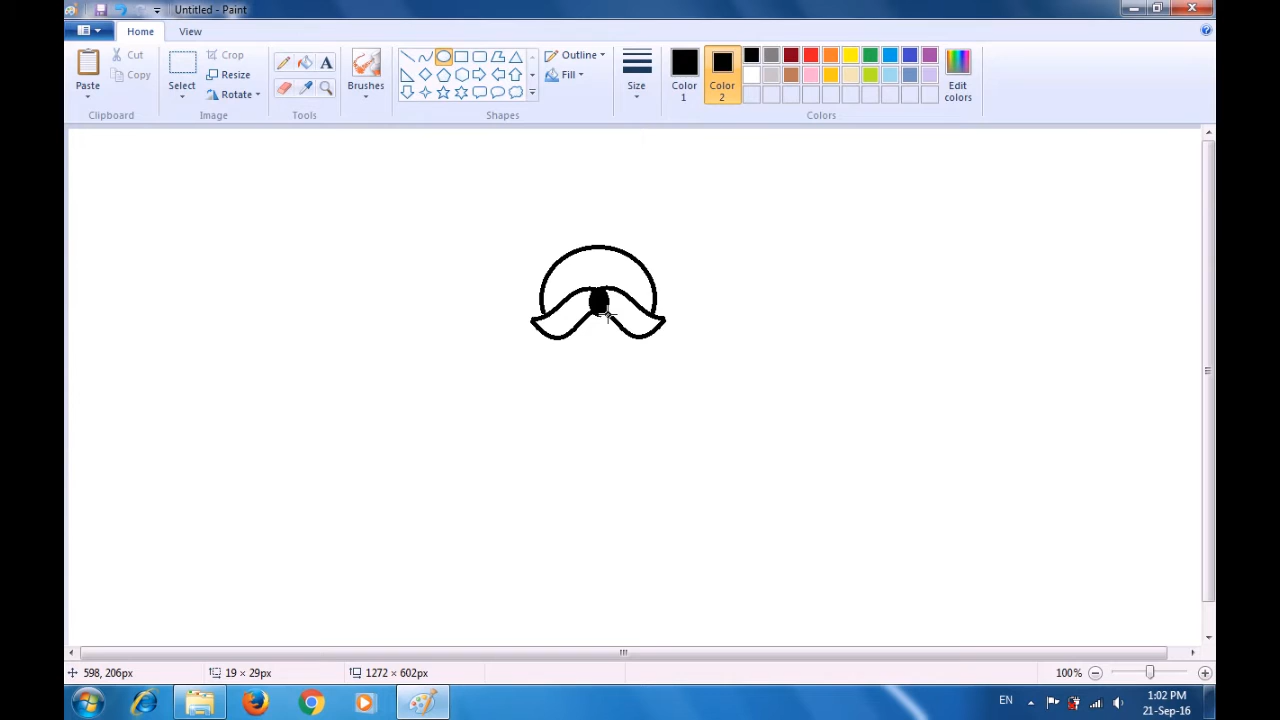 Untitled - Paint
Home View
Paste
Cut
Copy
Clipboard
Select
Crop
Resize
Rotate
Image
A
Tools
Brushes
Outline
Fill
Shapes
Size
Color 1
Color 2
Edit colors
Colors
598, 206px
19 × 29px
1272 × 602px
100%
EN
1:02 PM
21-Sep-16